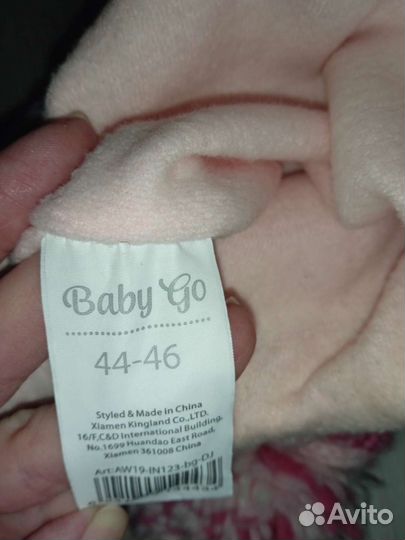 Baby Go
44-46
Styled & Made in China
Xiamen Kingland Co.,LTD.
16/F,C&D International Building,
No.1699 Huandao East Road,
Xiamen 361008 China
Art:AW19-IN123-bg-DJ
Avito